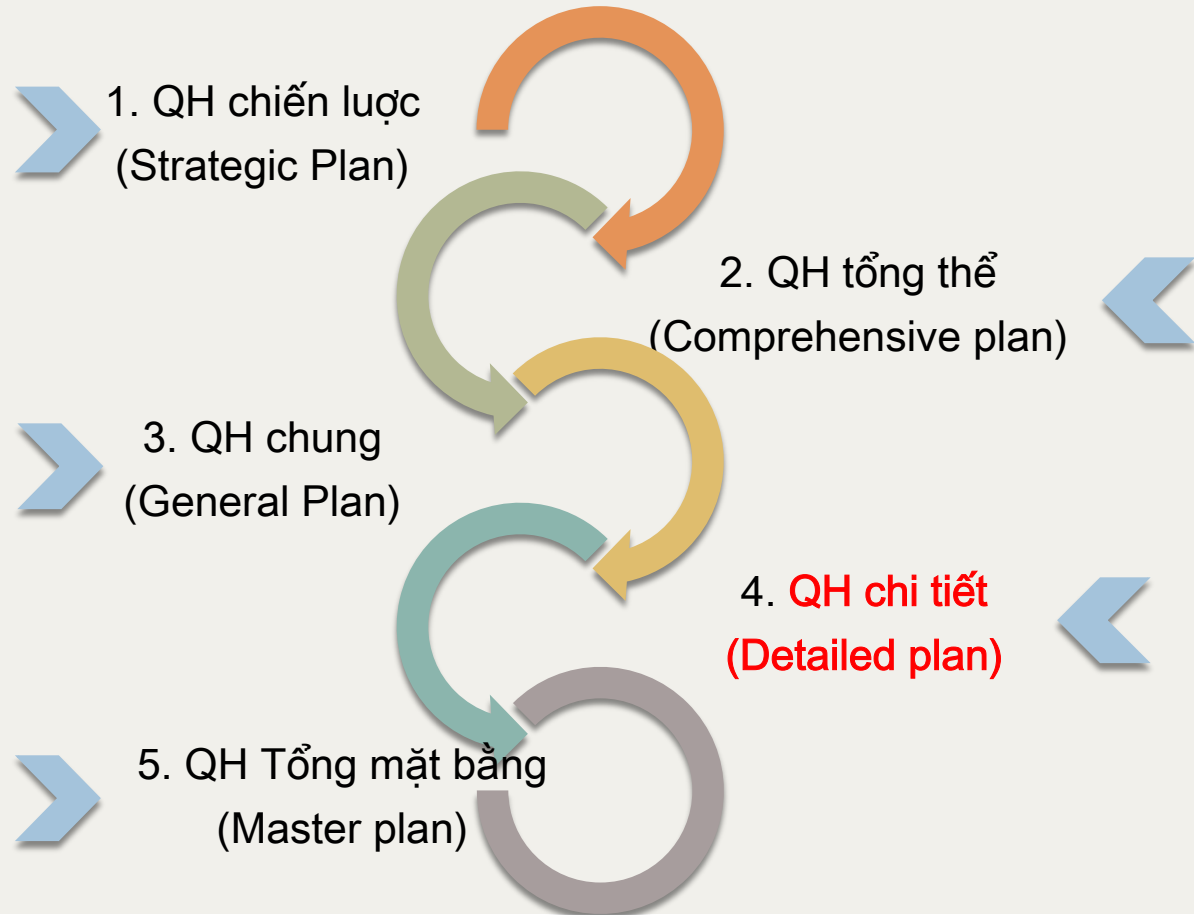 1. QH chiến luợc
(Strategic Plan)
2. QH tổng thể
(Comprehensive plan)
3. QH chung
(General Plan)
4. QH chi tiết
(Detailed plan)
5. QH Tổng mặt bằng
(Master plan)